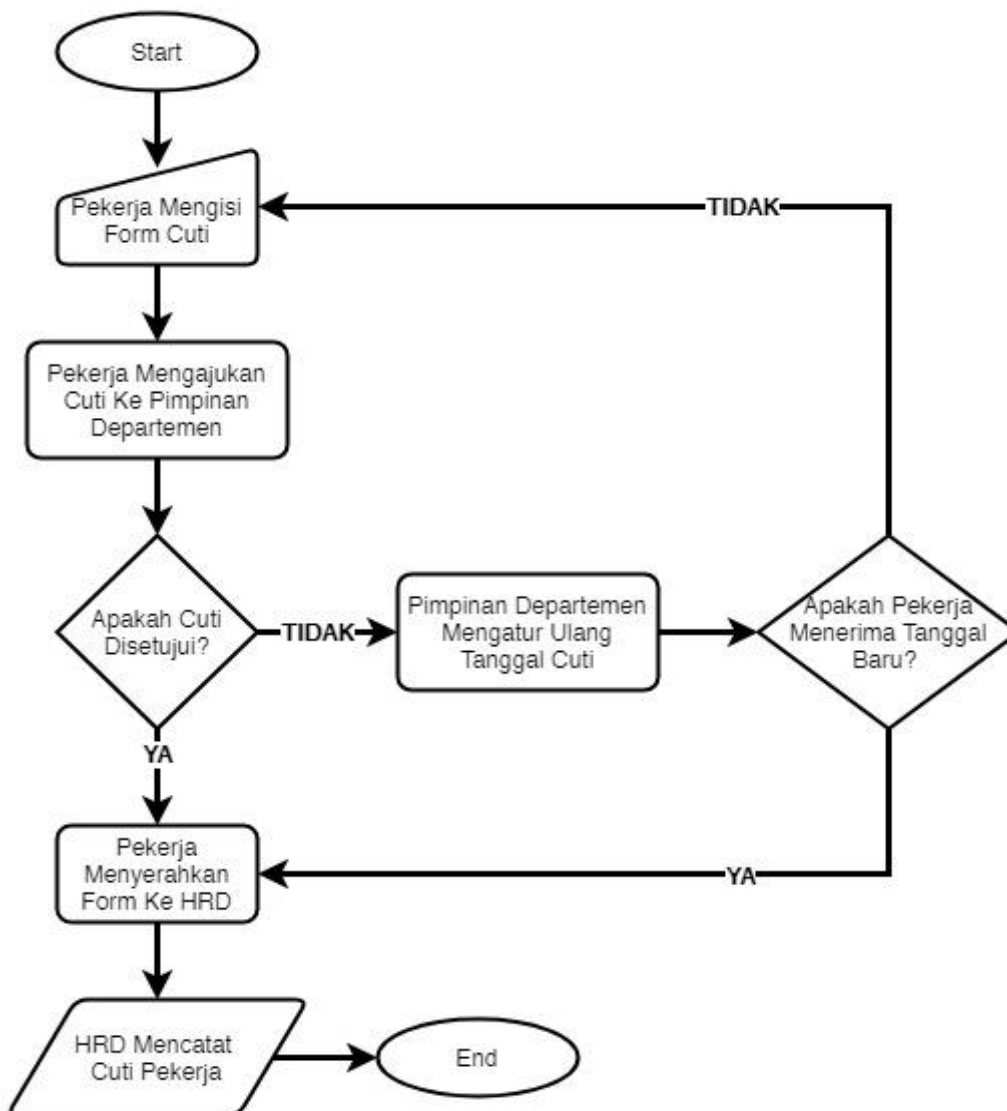 Start
Pekerja Mengisi
Form Cuti
TIDAK
Pekerja Mengajukan
Cuti Ke Pimpinan
Departemen
Apakah Cuti
Disetujui?
TIDAK
Pimpinan Departemen
Mengatur Ulang
Tanggal Cuti
Apakah Pekerja
Menerima Tanggal
Baru?
YA
Pekerja
Menyerahkan
Form Ke HRD
YA
HRD Mencatat
Cuti Pekerja
End